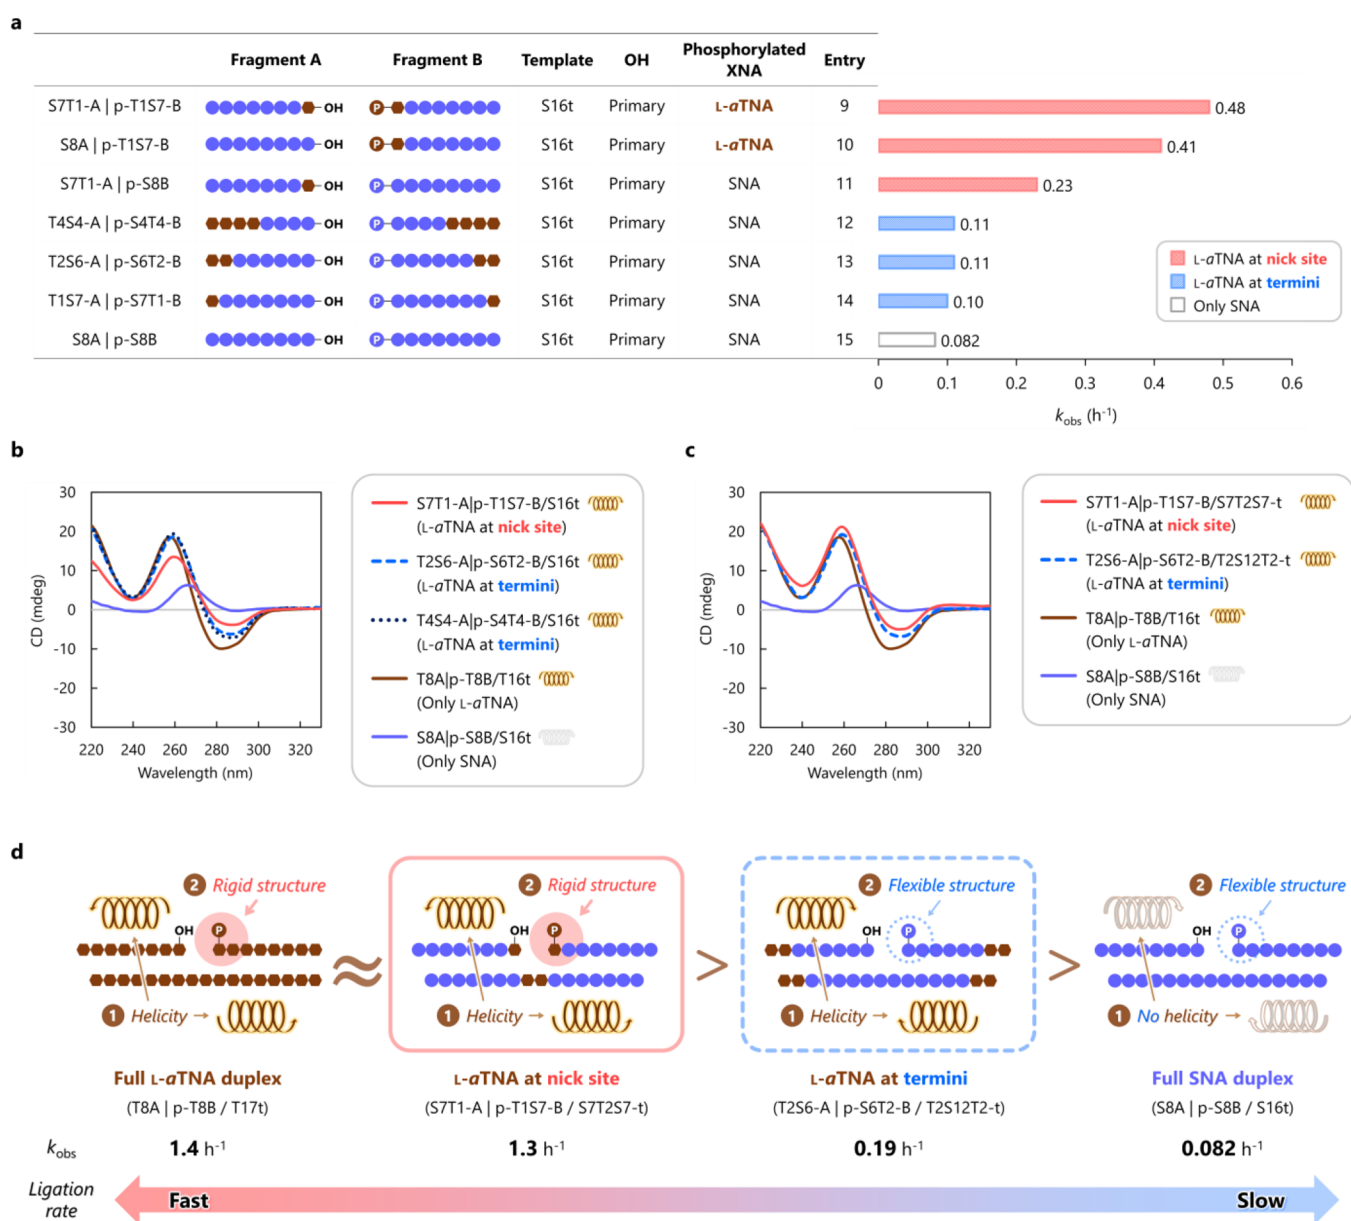 a
Fragment A Fragment B Template OH Phosphorylated XNA Entry
S7T1-A | p-T1S7-B OH P S16t Primary L-aTNA 9 0.48
S8A | p-T1S7-B OH P S16t Primary L-aTNA 10 0.41
S7T1-A | p-S8B OH P S16t Primary SNA 11 0.23
T4S4-A | p-S4T4-B OH P S16t Primary SNA 12 0.11
T2S6-A | p-S6T2-B OH P S16t Primary SNA 13 0.11
T1S7-A | p-S7T1-B OH P S16t Primary SNA 14 0.10
S8A | p-S8B OH P S16t Primary SNA 15 0.082
L-aTNA at nick site
L-aTNA at termini
Only SNA
0 0.1 0.2 0.3 0.4 0.5 0.6
kobs (h-1)
b
CD (mdeg)
30
20
10
0
-10
-20
-30
220 240 260 280 300 320
Wavelength (nm)
S7T1-A|p-T1S7-B/S16t
(L-aTNA at nick site)
T2S6-A|p-S6T2-B/S16t
(L-aTNA at termini)
T4S4-A|p-S4T4-B/S16t
(L-aTNA at termini)
T8A|p-T8B/T16t
(Only L-aTNA)
S8A|p-S8B/S16t
(Only SNA)
c
CD (mdeg)
30
20
10
0
-10
-20
-30
220 240 260 280 300 320
Wavelength (nm)
S7T1-A|p-T1S7-B/S7T2S7-t
(L-aTNA at nick site)
T2S6-A|p-S6T2-B/T2S12T2-t
(L-aTNA at termini)
T8A|p-T8B/T16t
(Only L-aTNA)
S8A|p-S8B/S16t
(Only SNA)
d
2 Rigid structure 2 Rigid structure 2 Flexible structure 2 Flexible structure
OH P OH P OH P OH P
≈ > >
1 Helicity → 1 Helicity → 1 Helicity → 1 No helicity →
Full L-aTNA duplex L-aTNA at nick site L-aTNA at termini Full SNA duplex
(T8A | p-T8B / T17t) (S7T1-A | p-T1S7-B / S7T2S7-t) (T2S6-A | p-S6T2-B / T2S12T2-t) (S8A | p-S8B / S16t)
kobs 1.4 h-1 1.3 h-1 0.19 h-1 0.082 h-1
Ligation rate Fast Slow